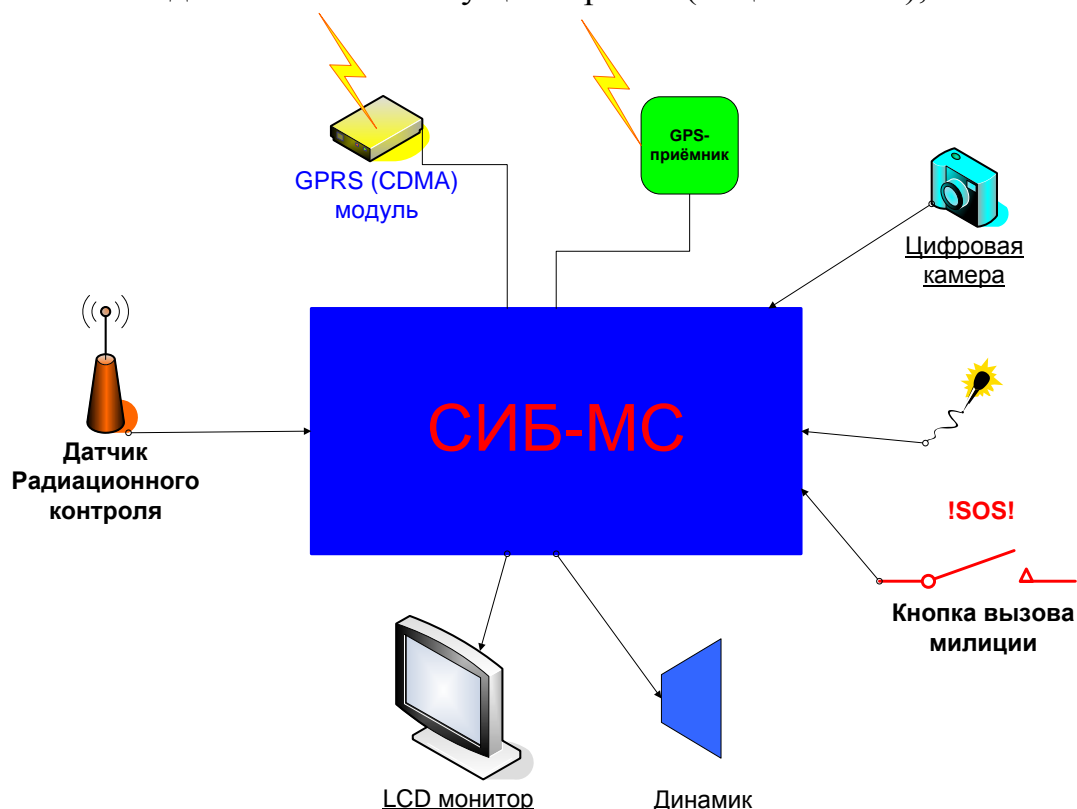 GPS-
приёмник
GPRS (CDMA)
модуль
Цифровая
камера
СИБ-МС
Датчик
Радиационного
контроля
!SOS!
Кнопка вызова
милиции
LCD монитор
Динамик